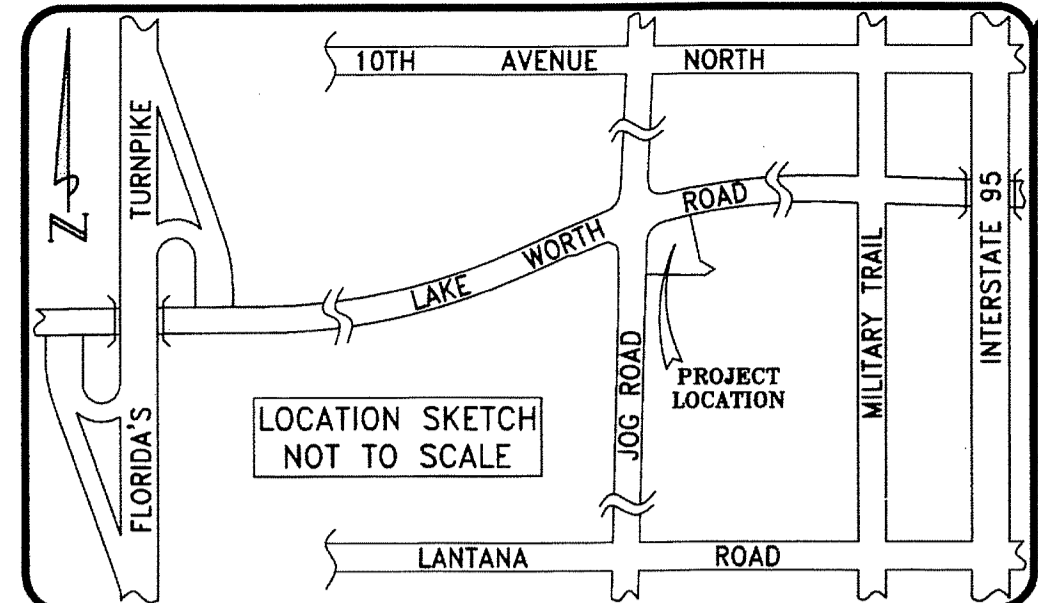 10TH AVENUE NORTH
FLORIDA'S TURNPIKE
N
LAKE WORTH ROAD
JOG ROAD
MILITARY TRAIL
INTERSTATE 95
PROJECT
LOCATION
LOCATION SKETCH
NOT TO SCALE
LANTANA ROAD